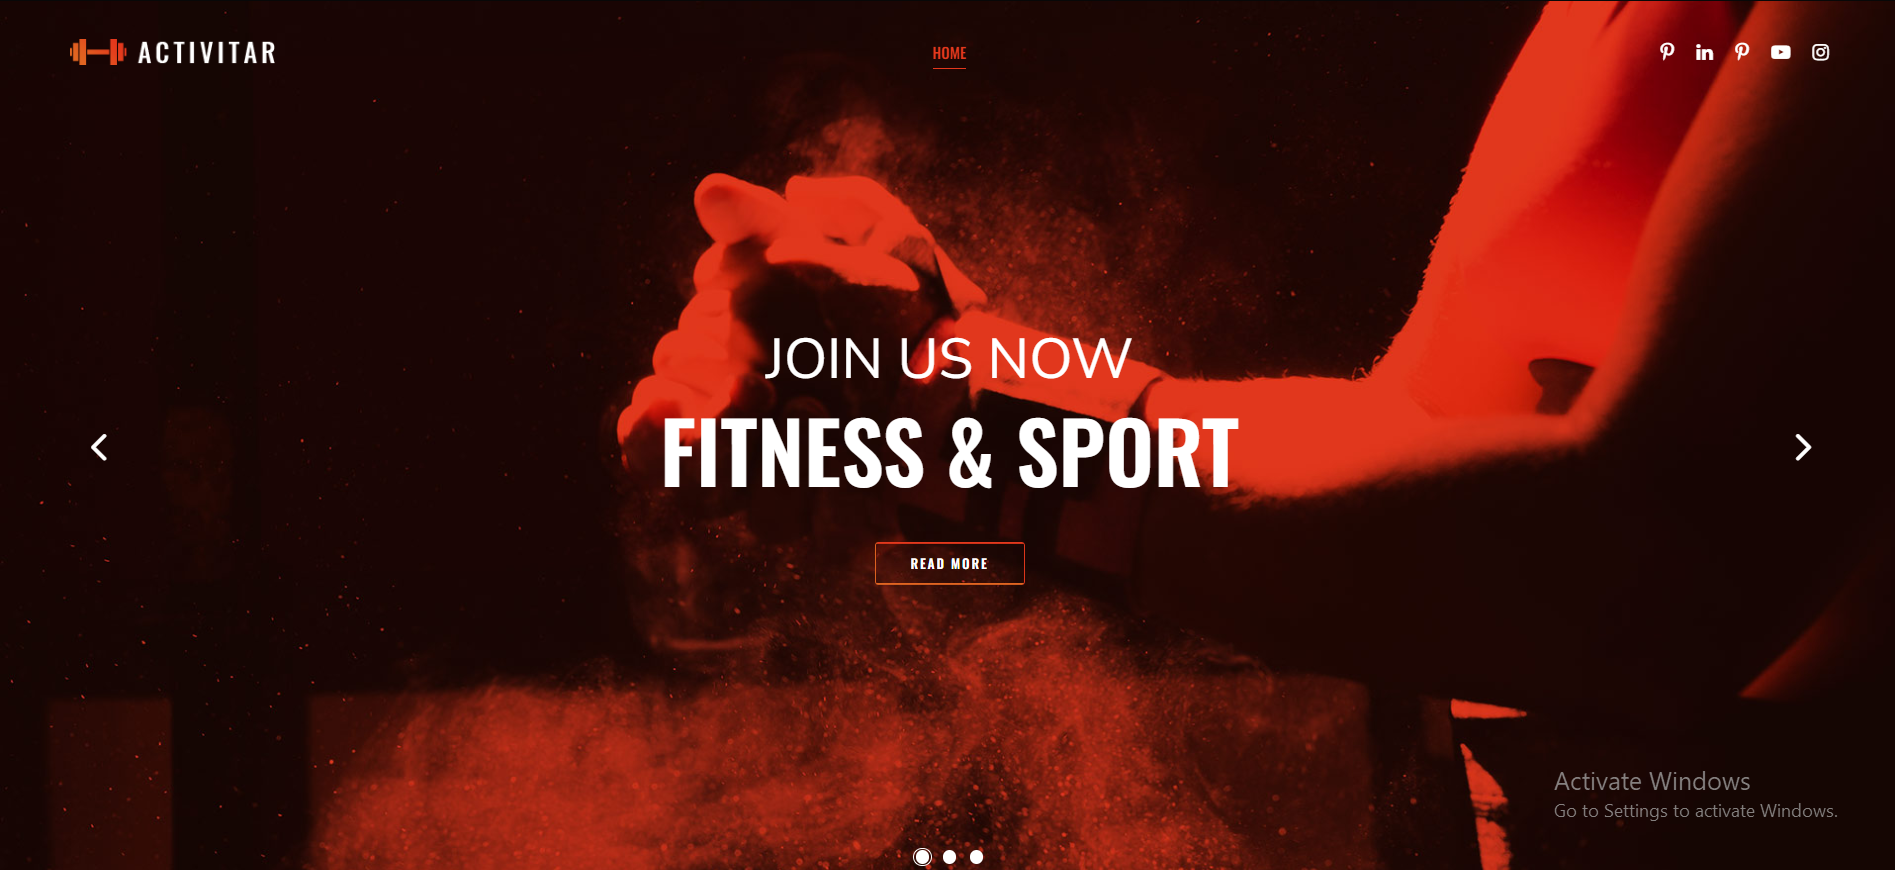 ACTIVITAR
HOME
JOIN US NOW
FITNESS & SPORT
READ MORE
Activate Windows
Go to Settings to activate Windows.